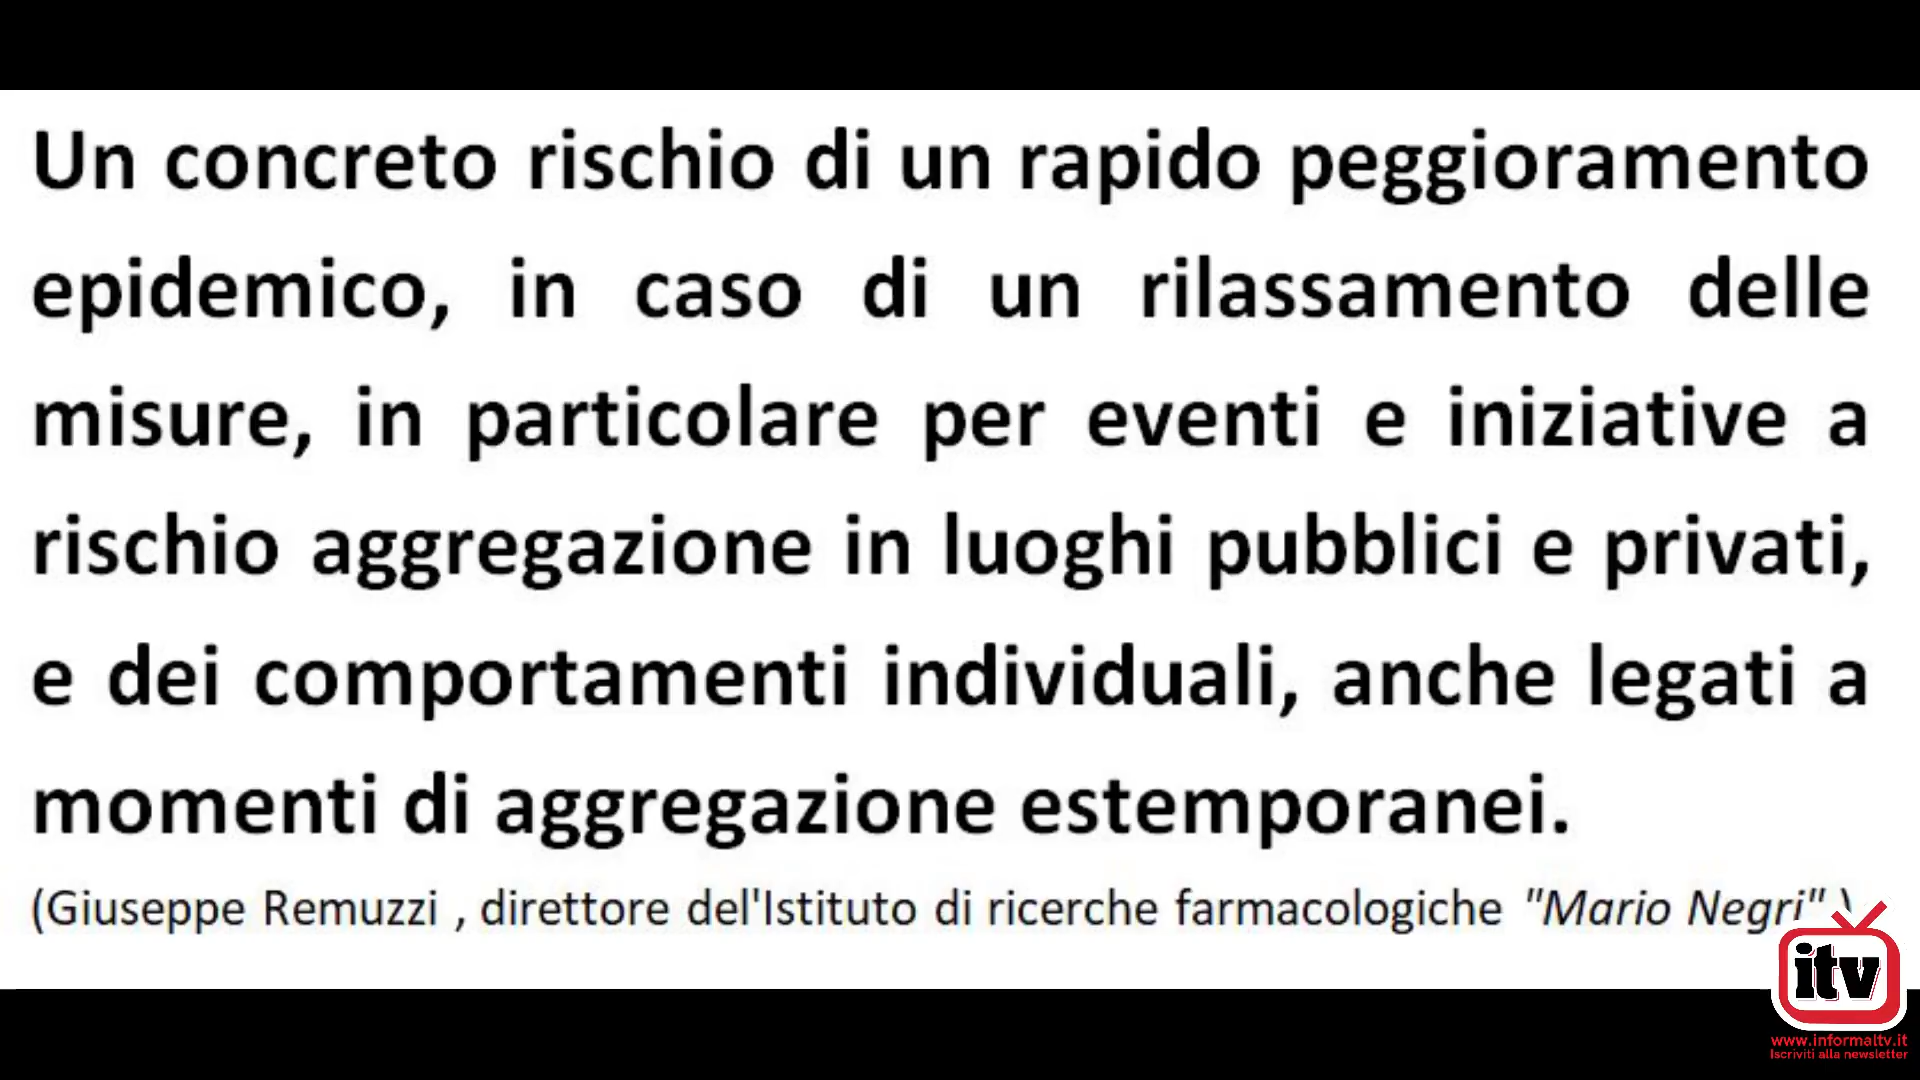 Un concreto rischio di un rapido peggioramento
epidemico, in caso di un rilassamento delle
misure, in particolare per eventi e iniziative a
rischio aggregazione in luoghi pubblici e privati,
e dei comportamenti individuali, anche legati a
momenti di aggregazione estemporanei.
(Giuseppe Remuzzi , direttore del'Istituto di ricerche farmacologiche "Mario Negri" )
itv
www.informaltv.it
Iscriviti alla newsletter